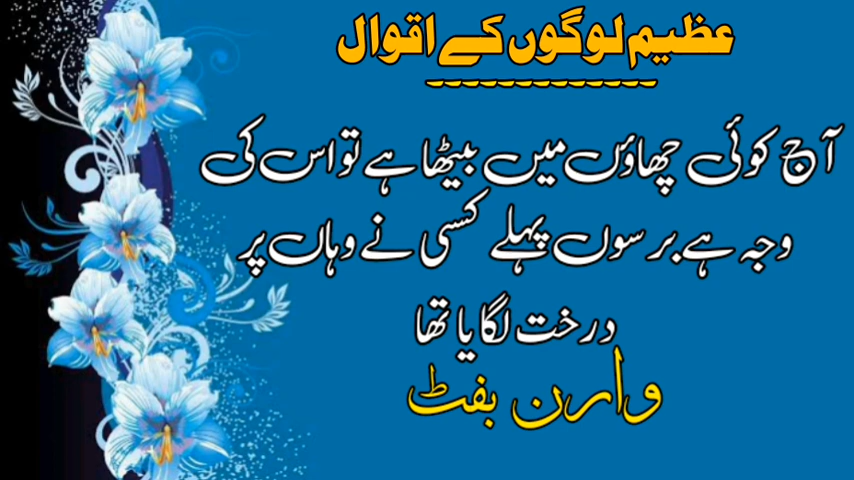 عظیم لوگوں کے اقوال
آج کوئی چھاؤں میں بیٹھا ہے تو اس کی
وجہ ہے برسوں پہلے کسی نے وہاں پر
درخت لگایا تھا
وارن بفٹ